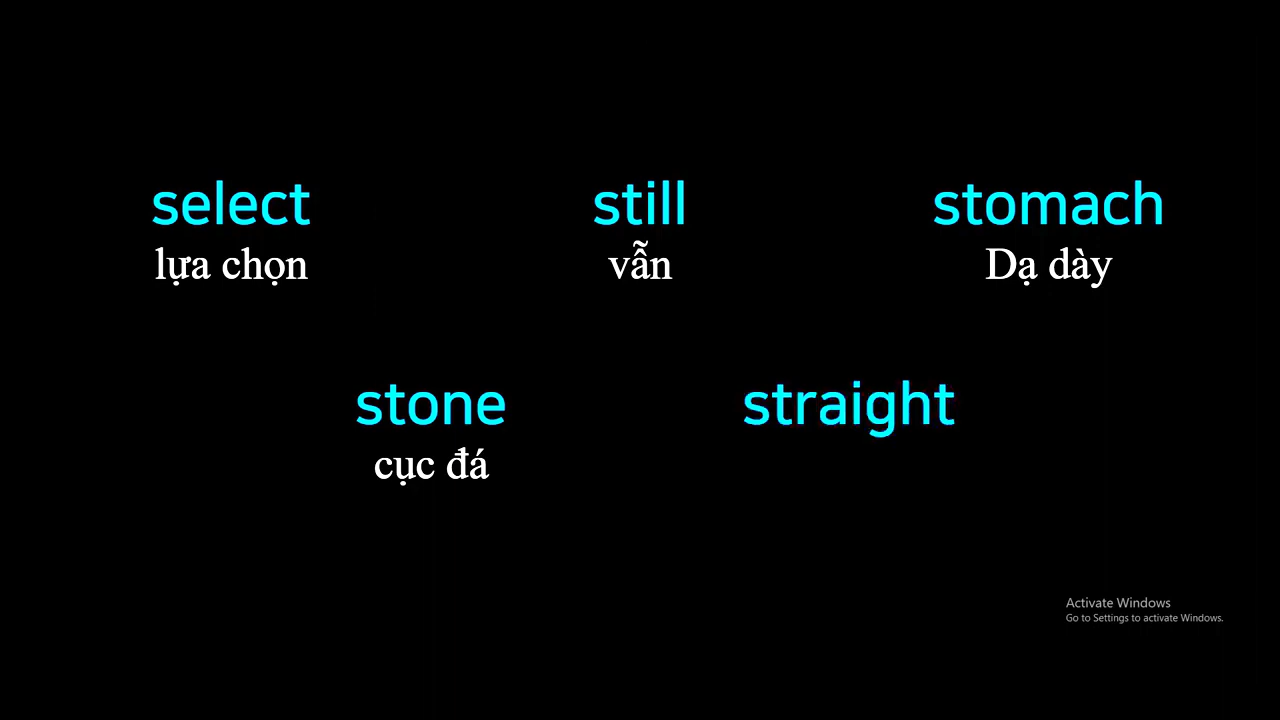 select still stomach
lựa chọn vẫn Dạ dày
stone straight
cục đá
Activate Windows
Go to Settings to activate Windows.